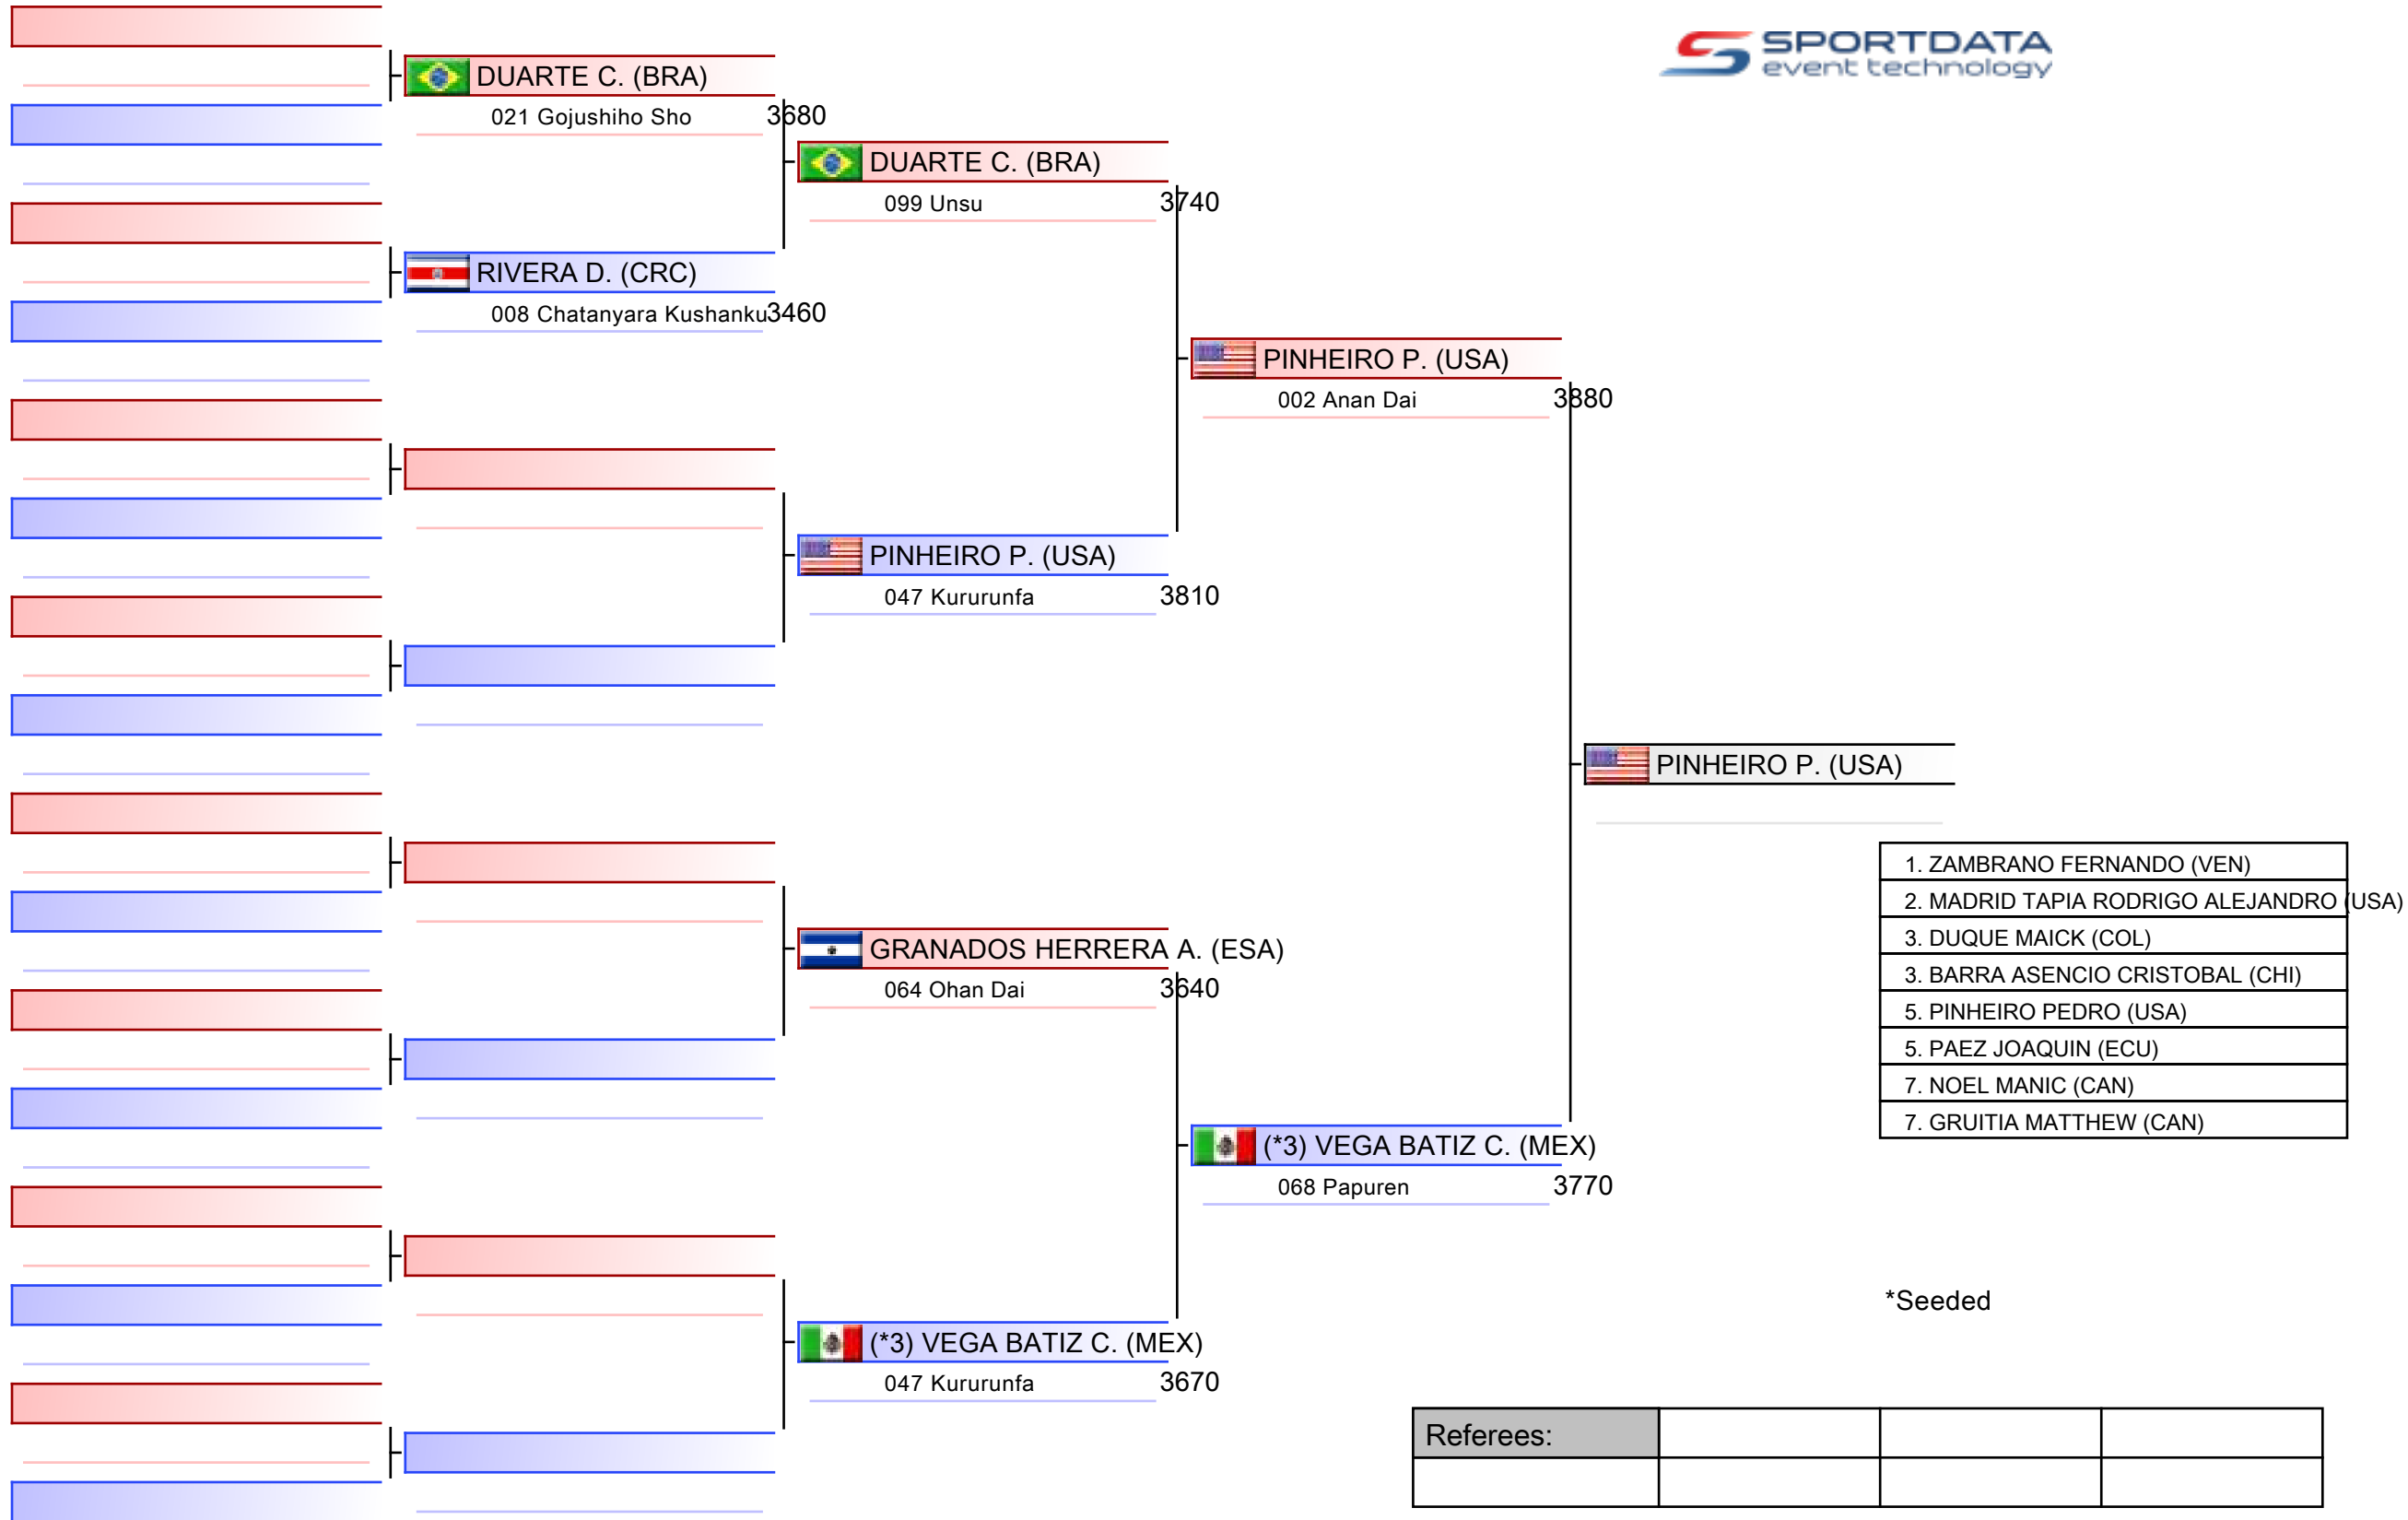 SPORTDATA
event technology
DUARTE C. (BRA)
021 Gojushiho Sho 3680
DUARTE C. (BRA)
099 Unsu 3740
RIVERA D. (CRC)
008 Chatanyara Kushanku 3460
PINHEIRO P. (USA)
002 Anan Dai 3880
PINHEIRO P. (USA)
047 Kururunfa 3810
PINHEIRO P. (USA)
1. ZAMBRANO FERNANDO (VEN)
2. MADRID TAPIA RODRIGO ALEJANDRO (USA)
3. DUQUE MAICK (COL)
3. BARRA ASENCIO CRISTOBAL (CHI)
5. PINHEIRO PEDRO (USA)
5. PAEZ JOAQUIN (ECU)
7. NOEL MANIC (CAN)
7. GRUITIA MATTHEW (CAN)
GRANADOS HERRERA A. (ESA)
064 Ohan Dai 3640
(*3) VEGA BATIZ C. (MEX)
068 Papuren 3770
*Seeded
(*3) VEGA BATIZ C. (MEX)
047 Kururunfa 3670
Referees: